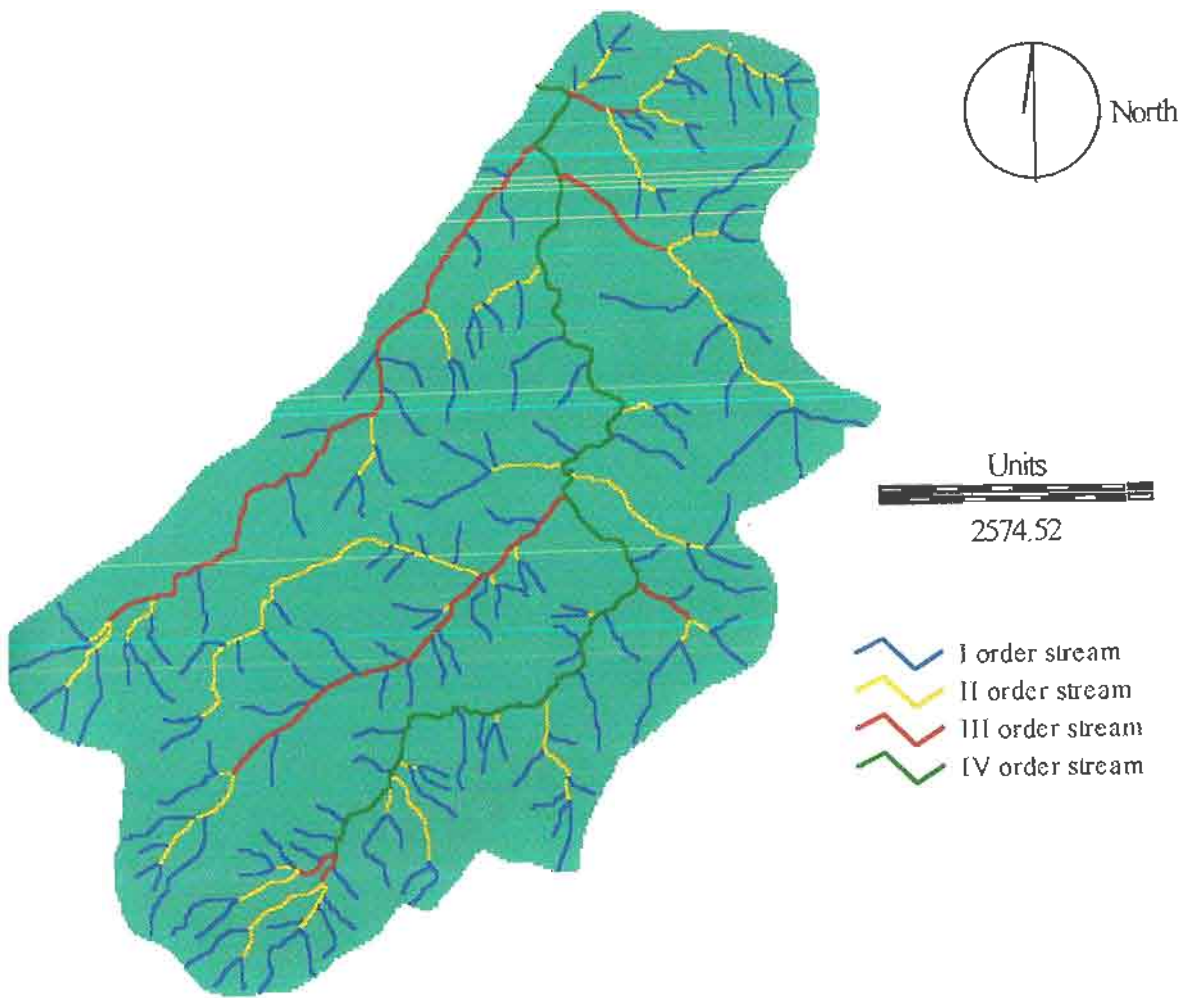 North
Units
2574.52
I order stream
II order stream
III order stream
IV order stream